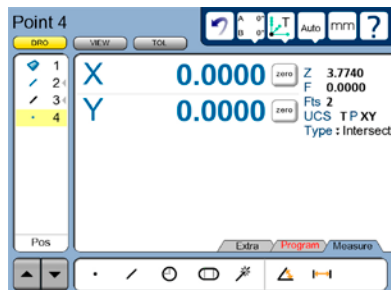 Point 4
A 0°
B 0°
T
Auto
mm
?
DRO
VIEW
TOL
1
2
3
4
Pos
X 0.0000 zero
Y 0.0000 zero
Z 3.7740
F 0.0000
Fts 2
UCS T P XY
Type : Intersect
Extra
Program
Measure